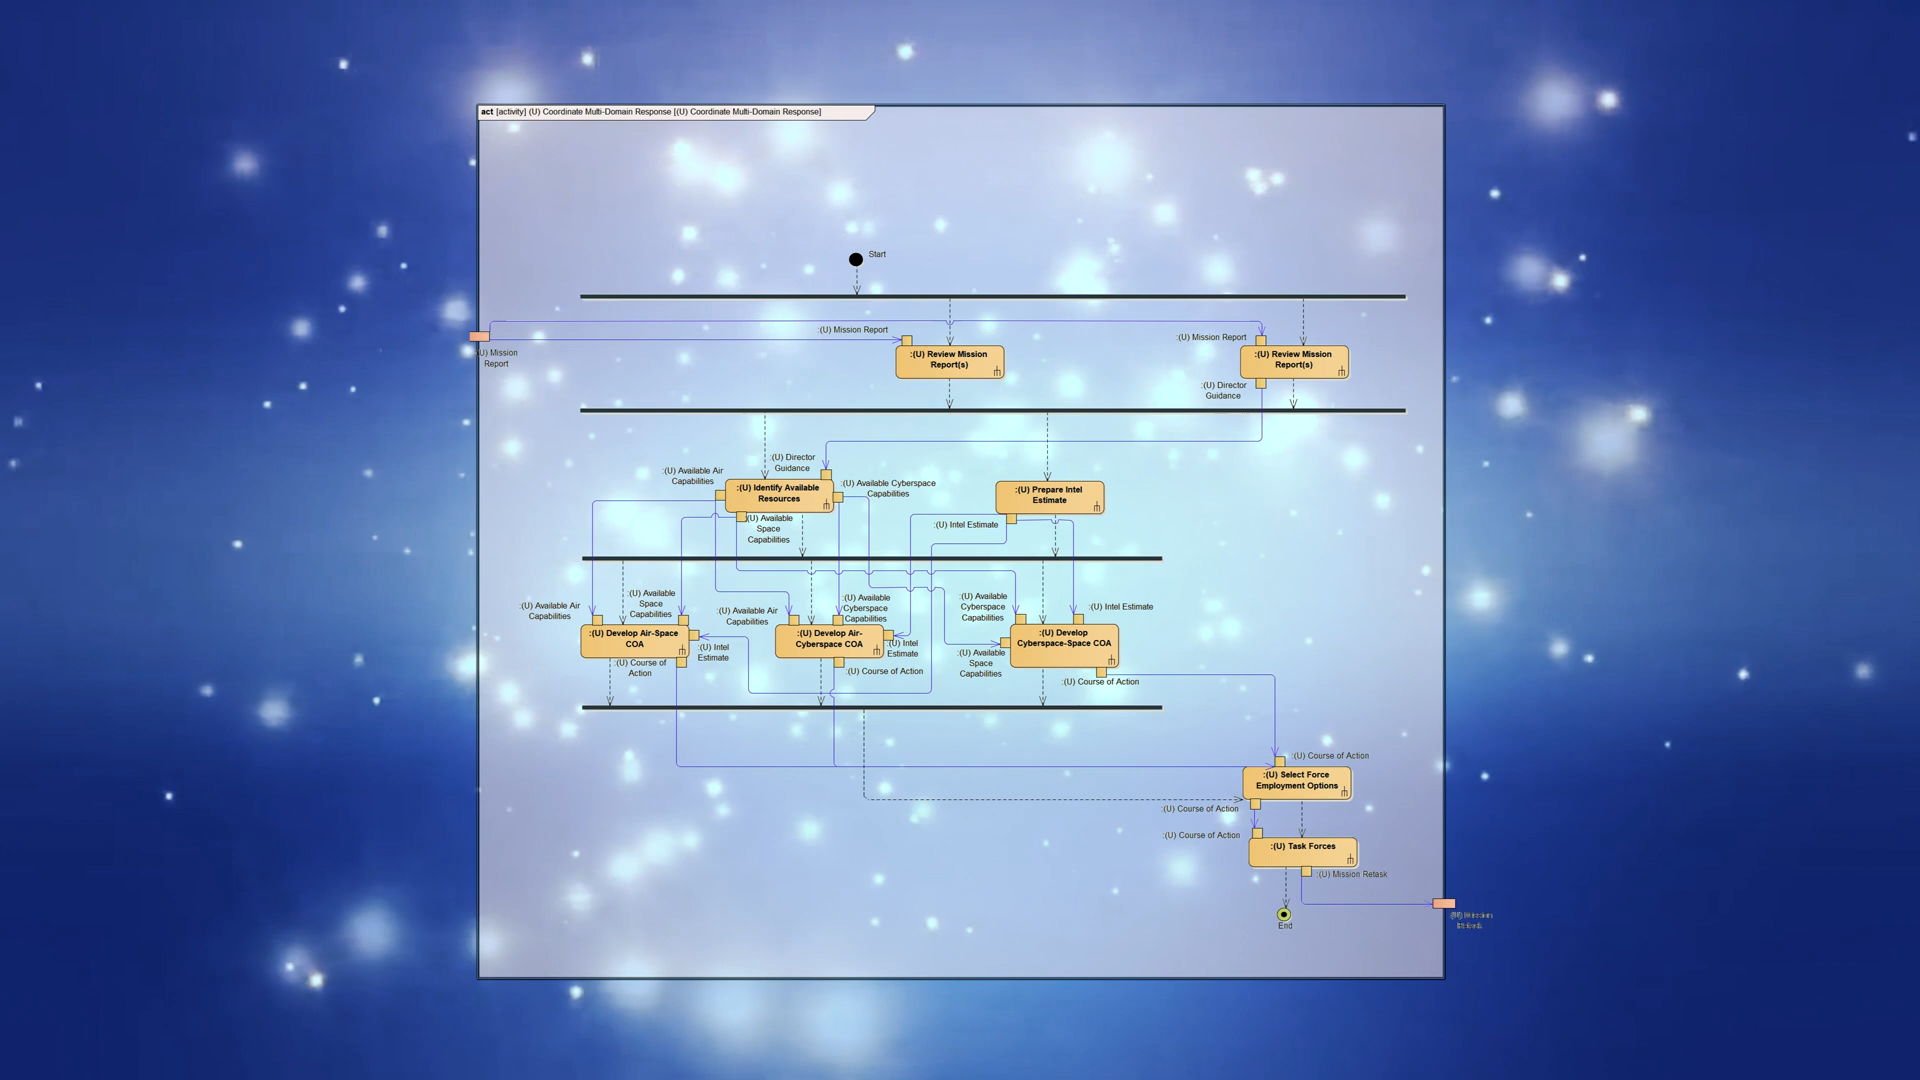 act [activity] (U) Coordinate Multi-Domain Response [(U) Coordinate Multi-Domain Response]
Start
:(U) Mission Report
:(U) Mission Report
U) Mission
Report
:(U) Review Mission
Report(s)
:(U) Review Mission
Report(s)
:(U) Director
Guidance
:(U) Director
Guidance
:(U) Available Air
Capabilities
:(U) Available Cyberspace
Capabilities
:(U) Identify Available
Resources
:(U) Prepare Intel
Estimate
:(U) Available
Space
Capabilities
:(U) Intel Estimate
:(U) Available Air
Capabilities
:(U) Available
Space
Capabilities
:(U) Available Air
Capabilities
:(U) Available
Cyberspace
Capabilities
:(U) Available
Cyberspace
Capabilities
:(U) Intel Estimate
:(U) Develop Air-Space
COA
:(U) Develop Air-
Cyberspace COA
:(U) Develop
Cyberspace-Space COA
:(U) Intel
Estimate
:(U) Intel
Estimate
:(U) Available
Space
Capabilities
:(U) Course of
Action
:(U) Course of Action
:(U) Course of Action
:(U) Course of Action
:(U) Select Force
Employment Options
:(U) Course of Action
:(U) Course of Action
:(U) Task Forces
:(U) Mission Retask
End